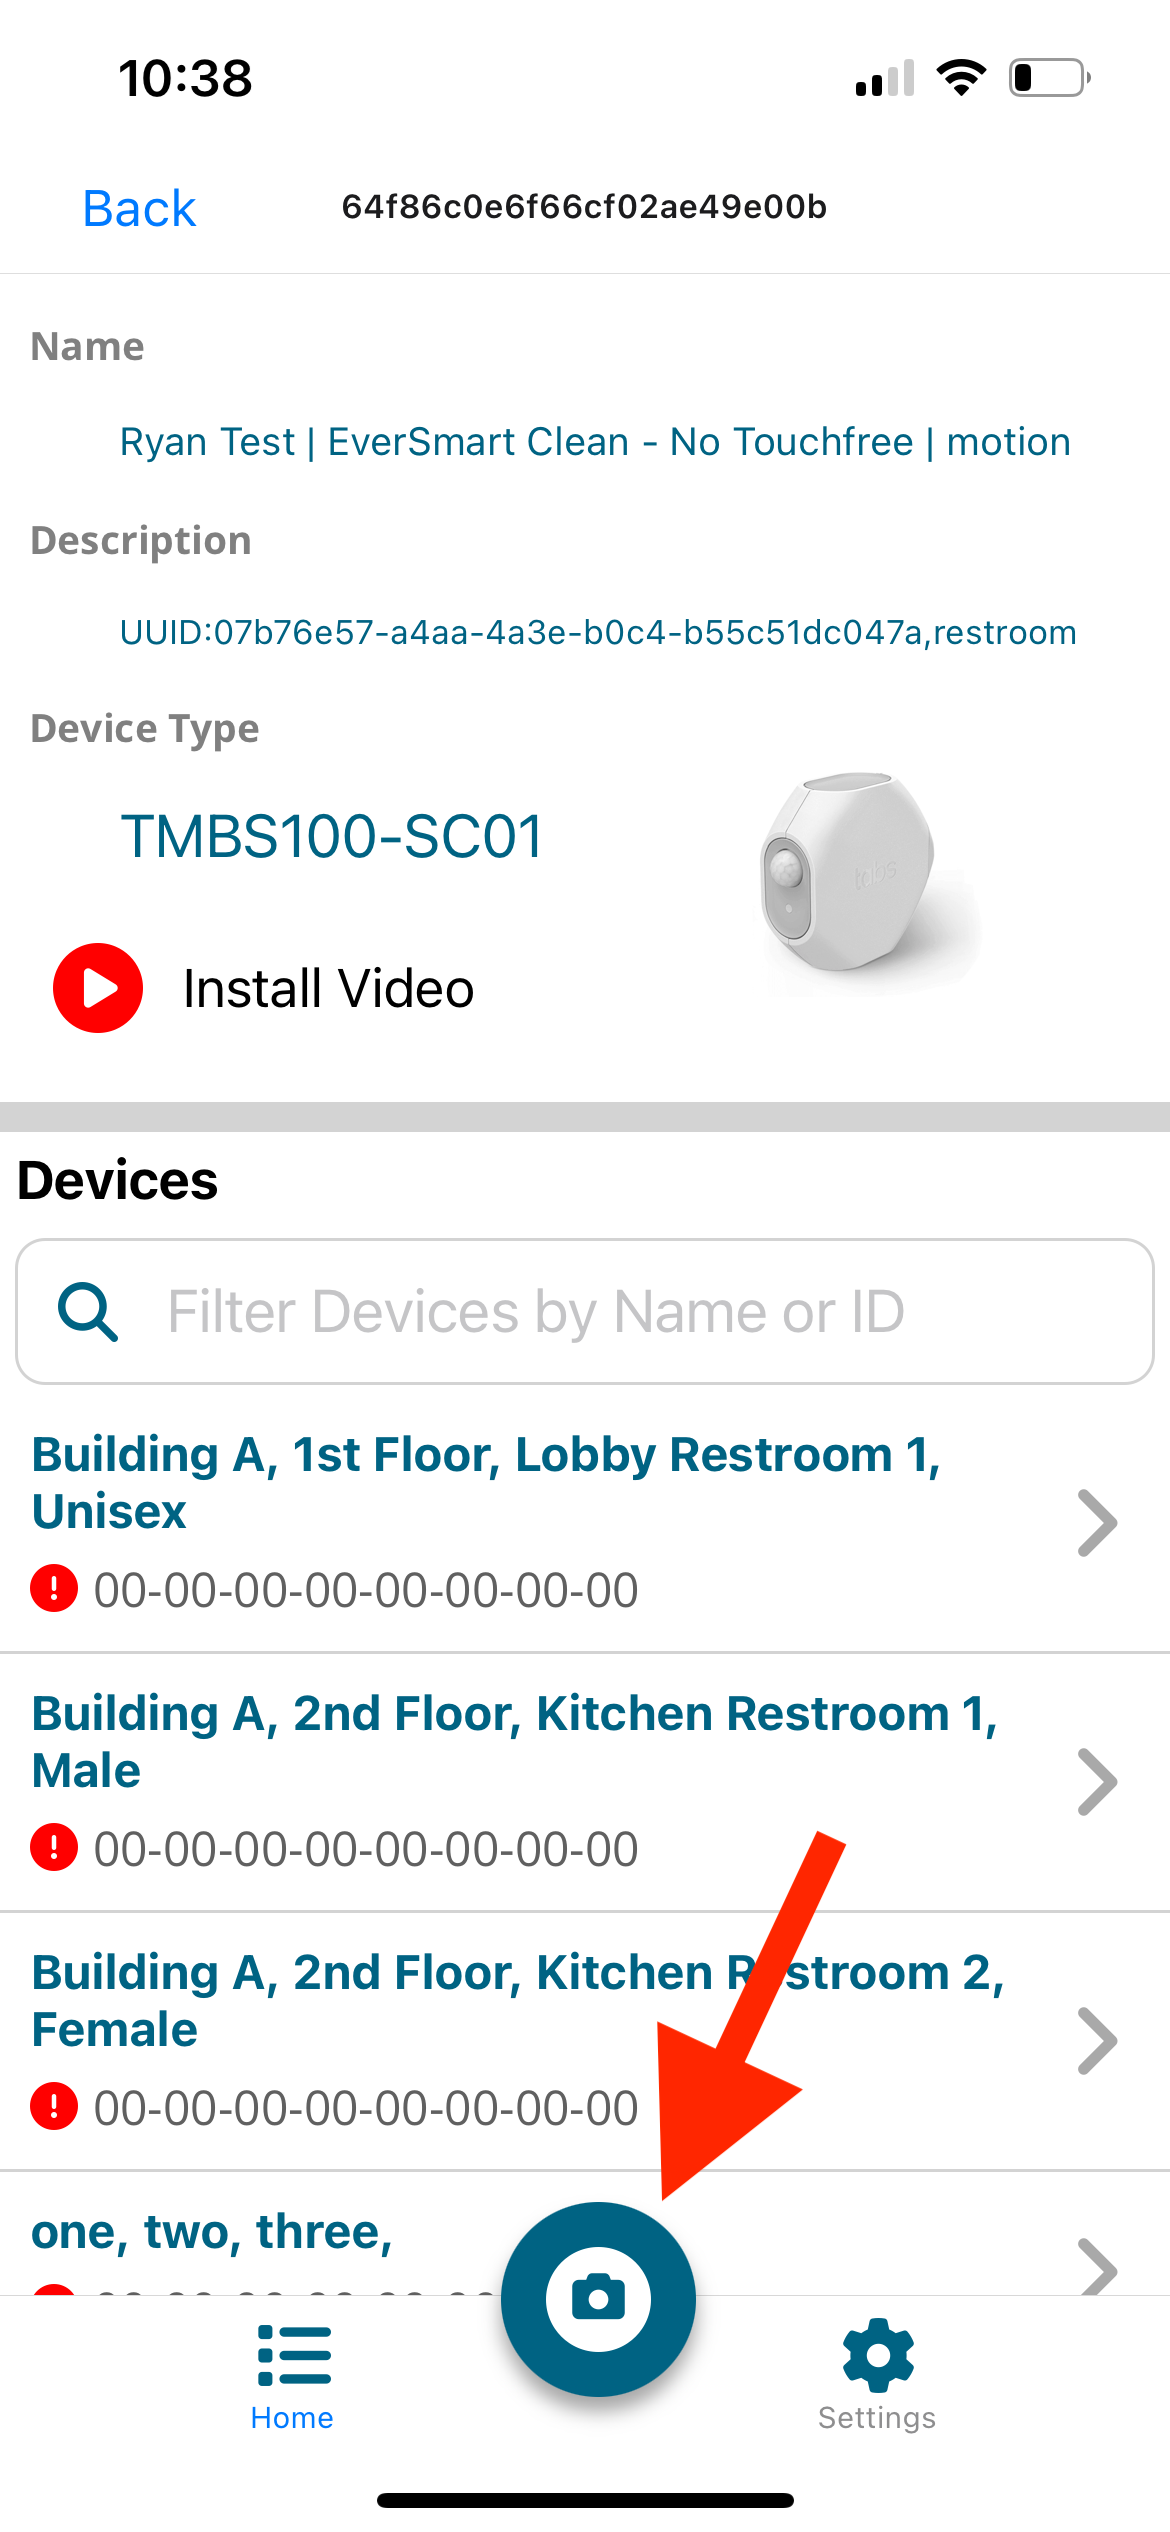 10:38
Back
64f86c0e6f66cf02ae49e00b
Name
Ryan Test | EverSmart Clean - No Touchfree | motion
Description
UUID:07b76e57-a4aa-4a3e-b0c4-b55c51dc047a,restroom
Device Type
TMBS100-SC01
tabs
Install Video
Devices
Filter Devices by Name or ID
Building A, 1st Floor, Lobby Restroom 1,
Unisex
00-00-00-00-00-00-00-00
Building A, 2nd Floor, Kitchen Restroom 1,
Male
00-00-00-00-00-00-00-00
Building A, 2nd Floor, Kitchen Restroom 2,
Female
00-00-00-00-00-00-00-00
one, two, three,
Home
Settings